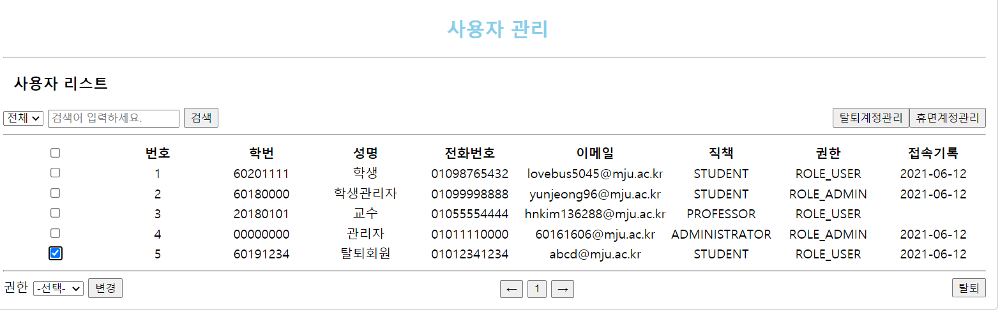 사용자 관리
사용자 리스트
전체 검색어 입력하세요. 검색 탈퇴계정관리 휴면계정관리
번호 학번 성명 전화번호 이메일 직책 권한 접속기록
1 60201111 학생 01098765432 lovebus5045@mju.ac.kr STUDENT ROLE_USER 2021-06-12
2 60180000 학생관리자 01099998888 yunjeong96@mju.ac.kr STUDENT ROLE_ADMIN 2021-06-12
3 20180101 교수 01055554444 hnkim136288@mju.ac.kr PROFESSOR ROLE_USER
4 00000000 관리자 01011110000 60161606@mju.ac.kr ADMINISTRATOR ROLE_ADMIN 2021-06-12
5 60191234 탈퇴회원 01012341234 abcd@mju.ac.kr STUDENT ROLE_USER 2021-06-12
권한 -선택- 변경 ← 1 → 탈퇴